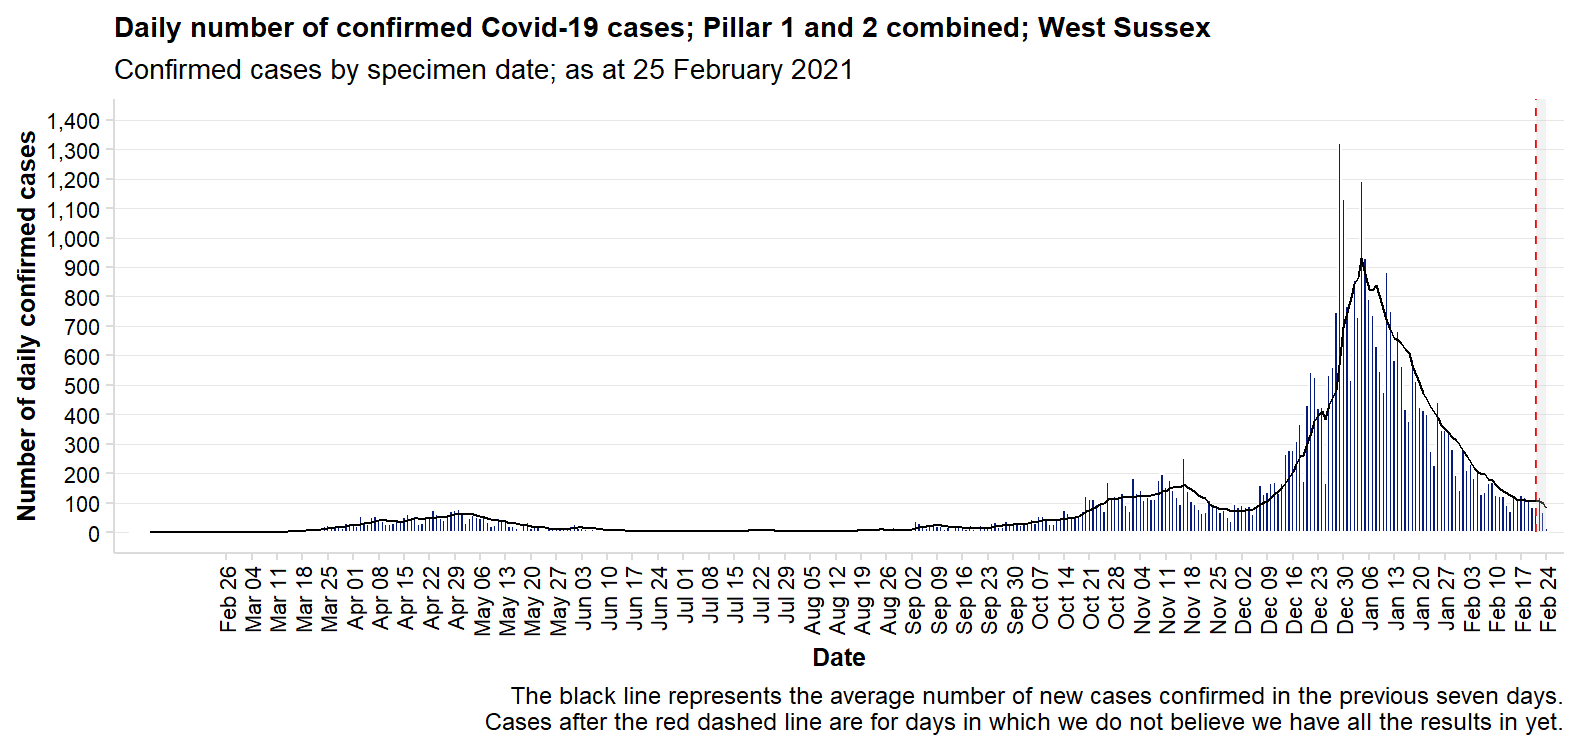 Daily number of confirmed Covid-19 cases; Pillar 1 and 2 combined; West Sussex
Confirmed cases by specimen date; as at 25 February 2021
Number of daily confirmed cases
1,400
1,300
1,200
1,100
1,000
900
800
700
600
500
400
300
200
100
0
Feb 26
Mar 04
Mar 11
Mar 18
Mar 25
Apr 01
Apr 08
Apr 15
Apr 22
Apr 29
May 06
May 13
May 20
May 27
Jun 03
Jun 10
Jun 17
Jun 24
Jul 01
Jul 08
Jul 15
Jul 22
Jul 29
Aug 05
Aug 12
Aug 19
Aug 26
Sep 02
Sep 09
Sep 16
Sep 23
Sep 30
Oct 07
Oct 14
Oct 21
Oct 28
Nov 04
Nov 11
Nov 18
Nov 25
Dec 02
Dec 09
Dec 16
Dec 23
Dec 30
Jan 06
Jan 13
Jan 20
Jan 27
Feb 03
Feb 10
Feb 17
Feb 24
Date
The black line represents the average number of new cases confirmed in the previous seven days.
Cases after the red dashed line are for days in which we do not believe we have all the results in yet.